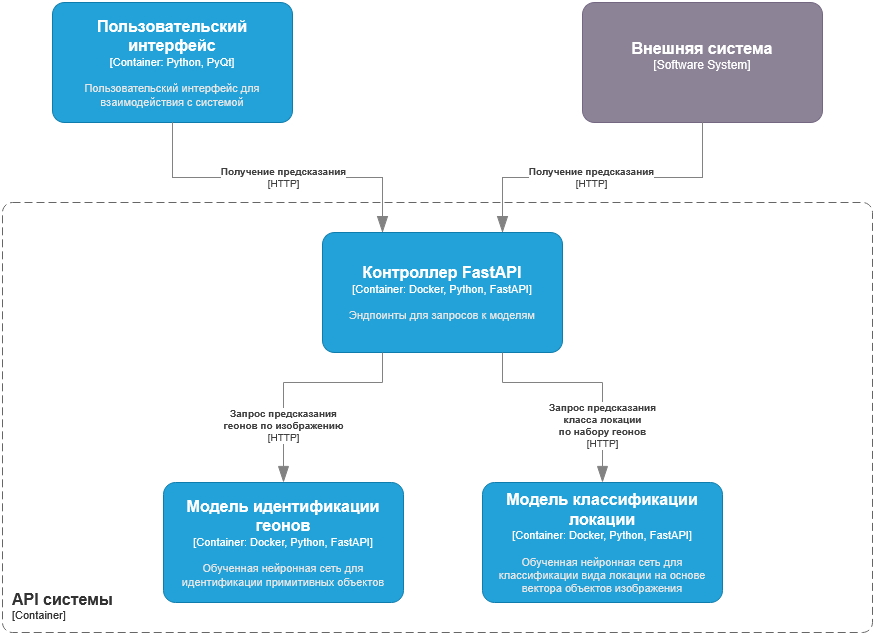 Пользовательский
интерфейс
[Container: Python, PyQt]
Пользовательский интерфейс для
взаимодействия с системой
Внешняя система
[Software System]
Получение предсказания
[HTTP]
Получение предсказания
[HTTP]
Контроллер FastAPI
[Container: Docker, Python, FastAPI]
Эндпоинты для запросов к моделям
Запрос предсказания
геонов по изображению
[HTTP]
Запрос предсказания
класса локации
по набору геонов
[HTTP]
Модель идентификации
геонов
[Container: Docker, Python, FastAPI]
Обученная нейронная сеть для
идентификации примитивных объектов
Модель классификации
локации
[Container: Docker, Python, FastAPI]
Обученная нейронная сеть для
классификации вида локации на основе
вектора объектов изображения
API системы
[Container]